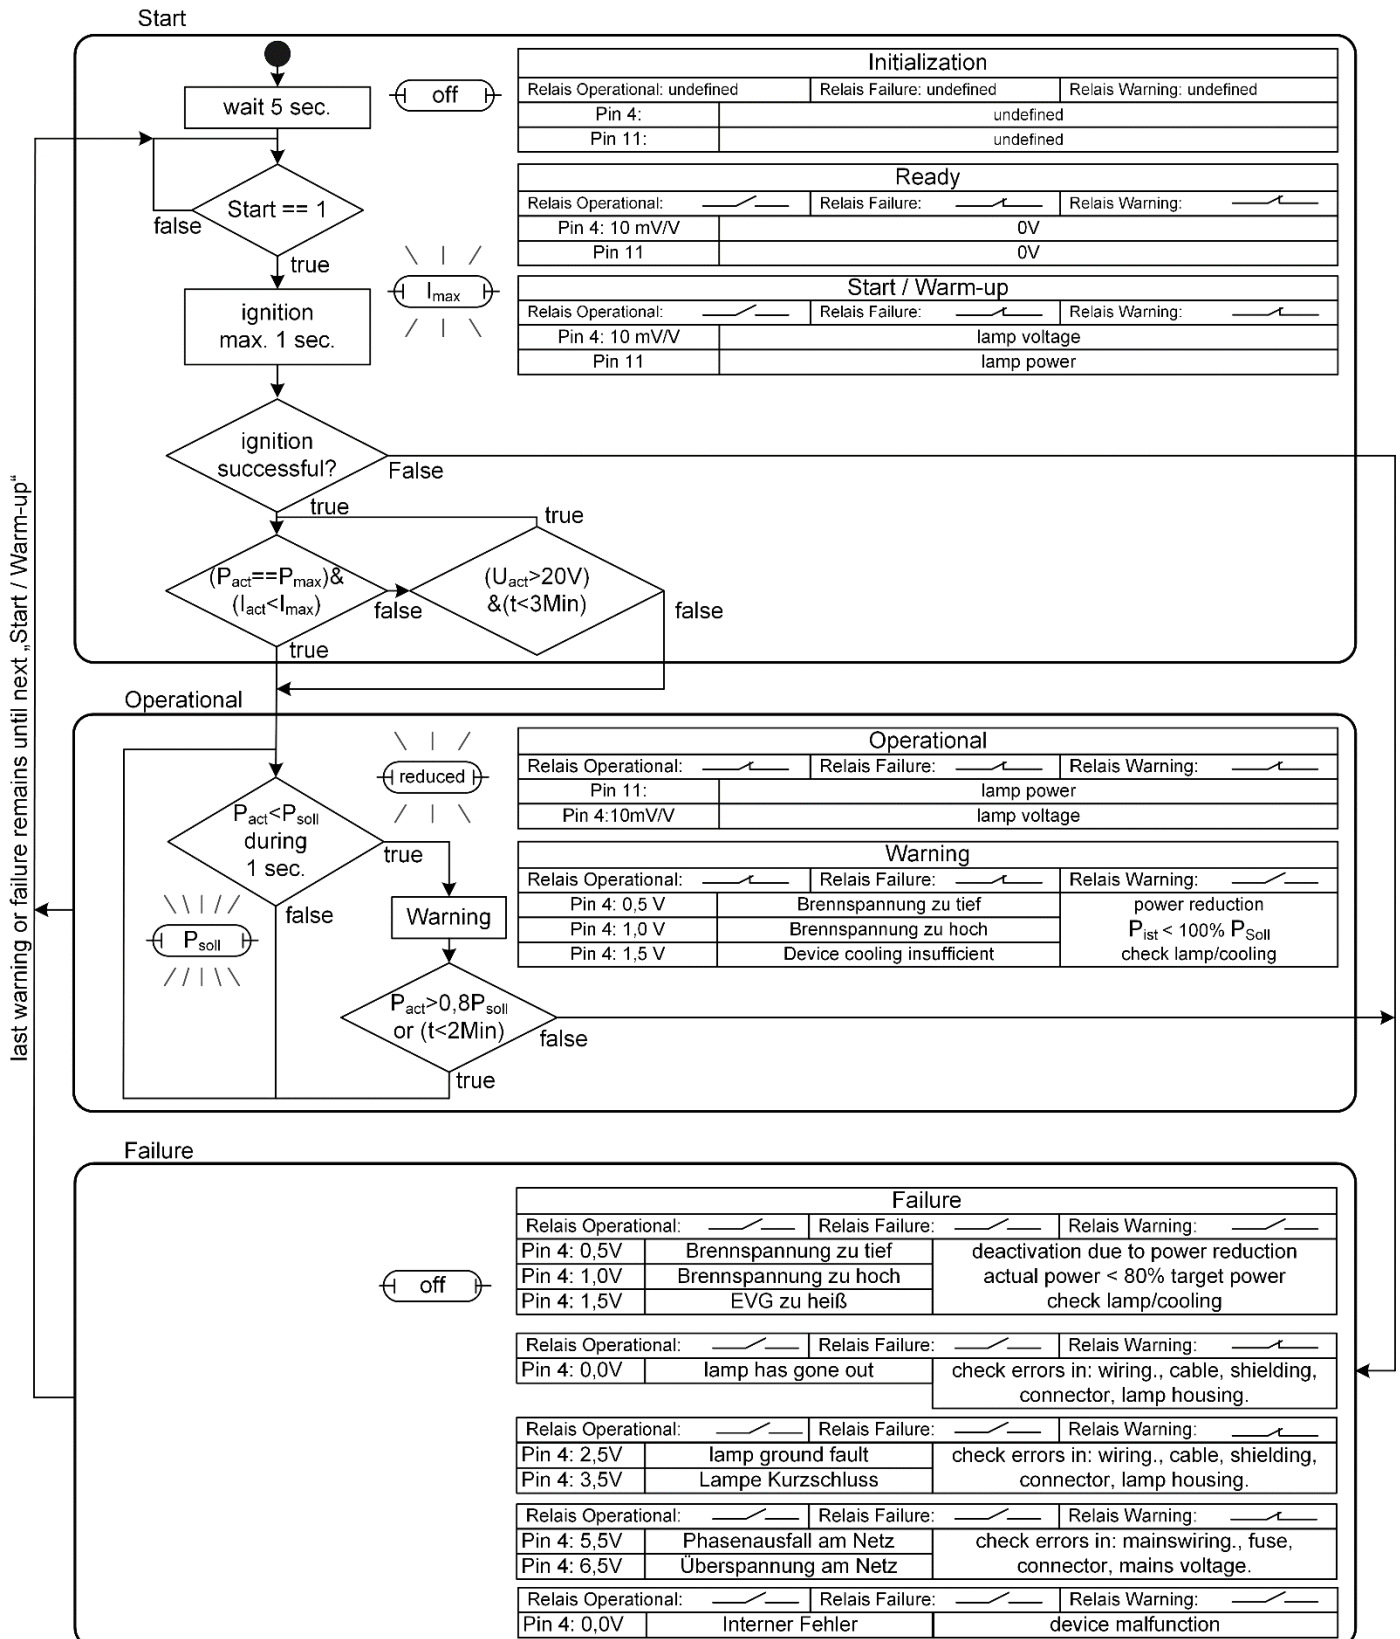 Start
wait 5 sec.
off
Start == 1
false
true
ignition
max. 1 sec.
I max
ignition
successful?
False
true
(Pact==Pmax)&
(Iact<Imax)
false
true
(Uact>20V)
&(t<3Min)
true
false
Initialization
Relais Operational: undefined Relais Failure: undefined Relais Warning: undefined
Pin 4: undefined
Pin 11: undefined
Ready
Relais Operational: Relais Failure: Relais Warning:
Pin 4: 10 mV/V 0V
Pin 11 0V
Start / Warm-up
Relais Operational: Relais Failure: Relais Warning:
Pin 4: 10 mV/V lamp voltage
Pin 11 lamp power
last warning or failure remains until next „Start / Warm-up“
Operational
Pact<Psoll
during
1 sec.
true
false
reduced
Psoll
Warning
Pact>0,8Psoll
or (t<2Min)
false
true
Operational
Relais Operational: Relais Failure: Relais Warning:
Pin 11: lamp power
Pin 4:10mV/V lamp voltage
Warning
Relais Operational: Relais Failure: Relais Warning:
Pin 4: 0,5 V Brennspannung zu tief power reduction
Pin 4: 1,0 V Brennspannung zu hoch Pist < 100% PSoll
Pin 4: 1,5 V Device cooling insufficient check lamp/cooling
Failure
off
Failure
Relais Operational: Relais Failure: Relais Warning:
Pin 4: 0,5V Brennspannung zu tief deactivation due to power reduction
Pin 4: 1,0V Brennspannung zu hoch actual power < 80% target power
Pin 4: 1,5V EVG zu heiß check lamp/cooling
Relais Operational: Relais Failure: Relais Warning:
Pin 4: 0,0V lamp has gone out check errors in: wiring., cable, shielding,
connector, lamp housing.
Relais Operational: Relais Failure: Relais Warning:
Pin 4: 2,5V lamp ground fault check errors in: wiring., cable, shielding,
Pin 4: 3,5V Lampe Kurzschluss connector, lamp housing.
Relais Operational: Relais Failure: Relais Warning:
Pin 4: 5,5V Phasenausfall am Netz check errors in: mainswiring., fuse,
Pin 4: 6,5V Überspannung am Netz connector, mains voltage.
Relais Operational: Relais Failure: Relais Warning:
Pin 4: 0,0V Interner Fehler device malfunction